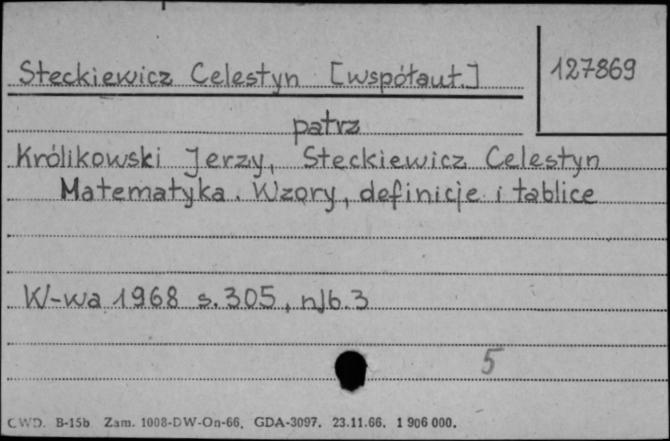 Steckiewicz Celestyn [współaut.]
127869
patrz
Królikowski Jerzy, Steckiewicz Celestyn
Matematyka. Wzory, definicje i tablice
W-wa 1968 s. 305, nlb. 3
5
CWD. B-15b Zam. 1008-DW-On-66. GDA-3097. 23.11.66. 1 906 000.